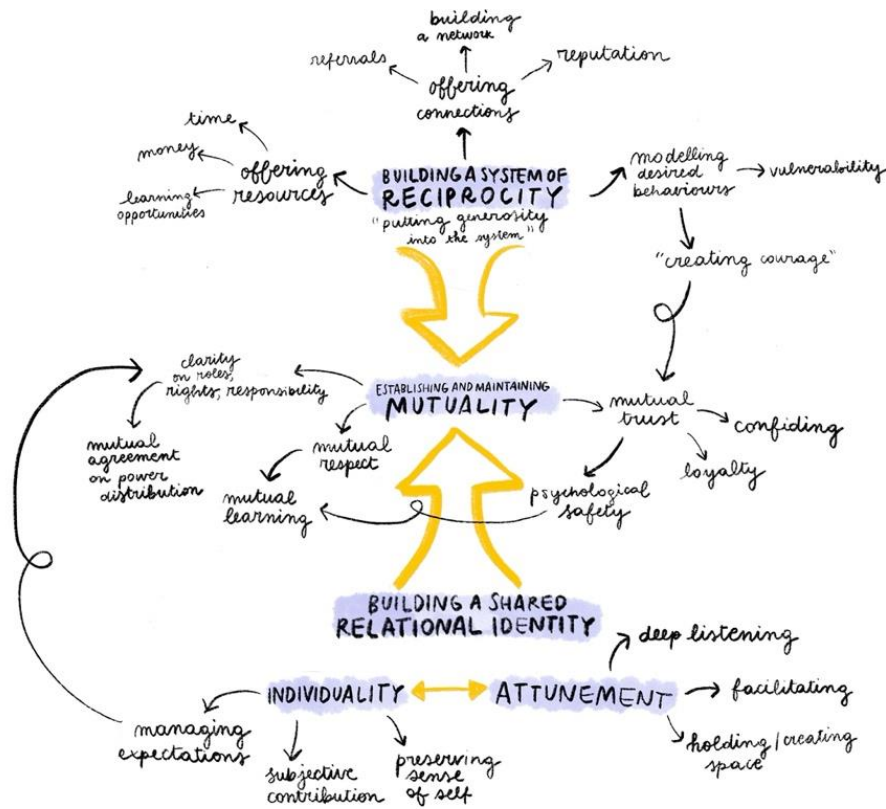 building
a network
referrals
reputation
offering
connections
time
money
offering
resources
learning
opportunities
BUILDING A SYSTEM OF
RECIPROCITY
"putting generosity
into the system"
modelling
desired
behaviours
vulnerability
"creating courage"
clarity
on roles,
rights, responsibility
ESTABLISHING AND MAINTAINING
MUTUALITY
mutual
trust
confiding
loyalty
mutual
agreement
on power
distribution
mutual
respect
mutual
learning
psychological
safety
BUILDING A SHARED
RELATIONAL IDENTITY
deep listening
INDIVIDUALITY
ATTUNEMENT
facilitating
holding/creating
space
managing
expectations
subjective
contribution
preserving
sense
of self